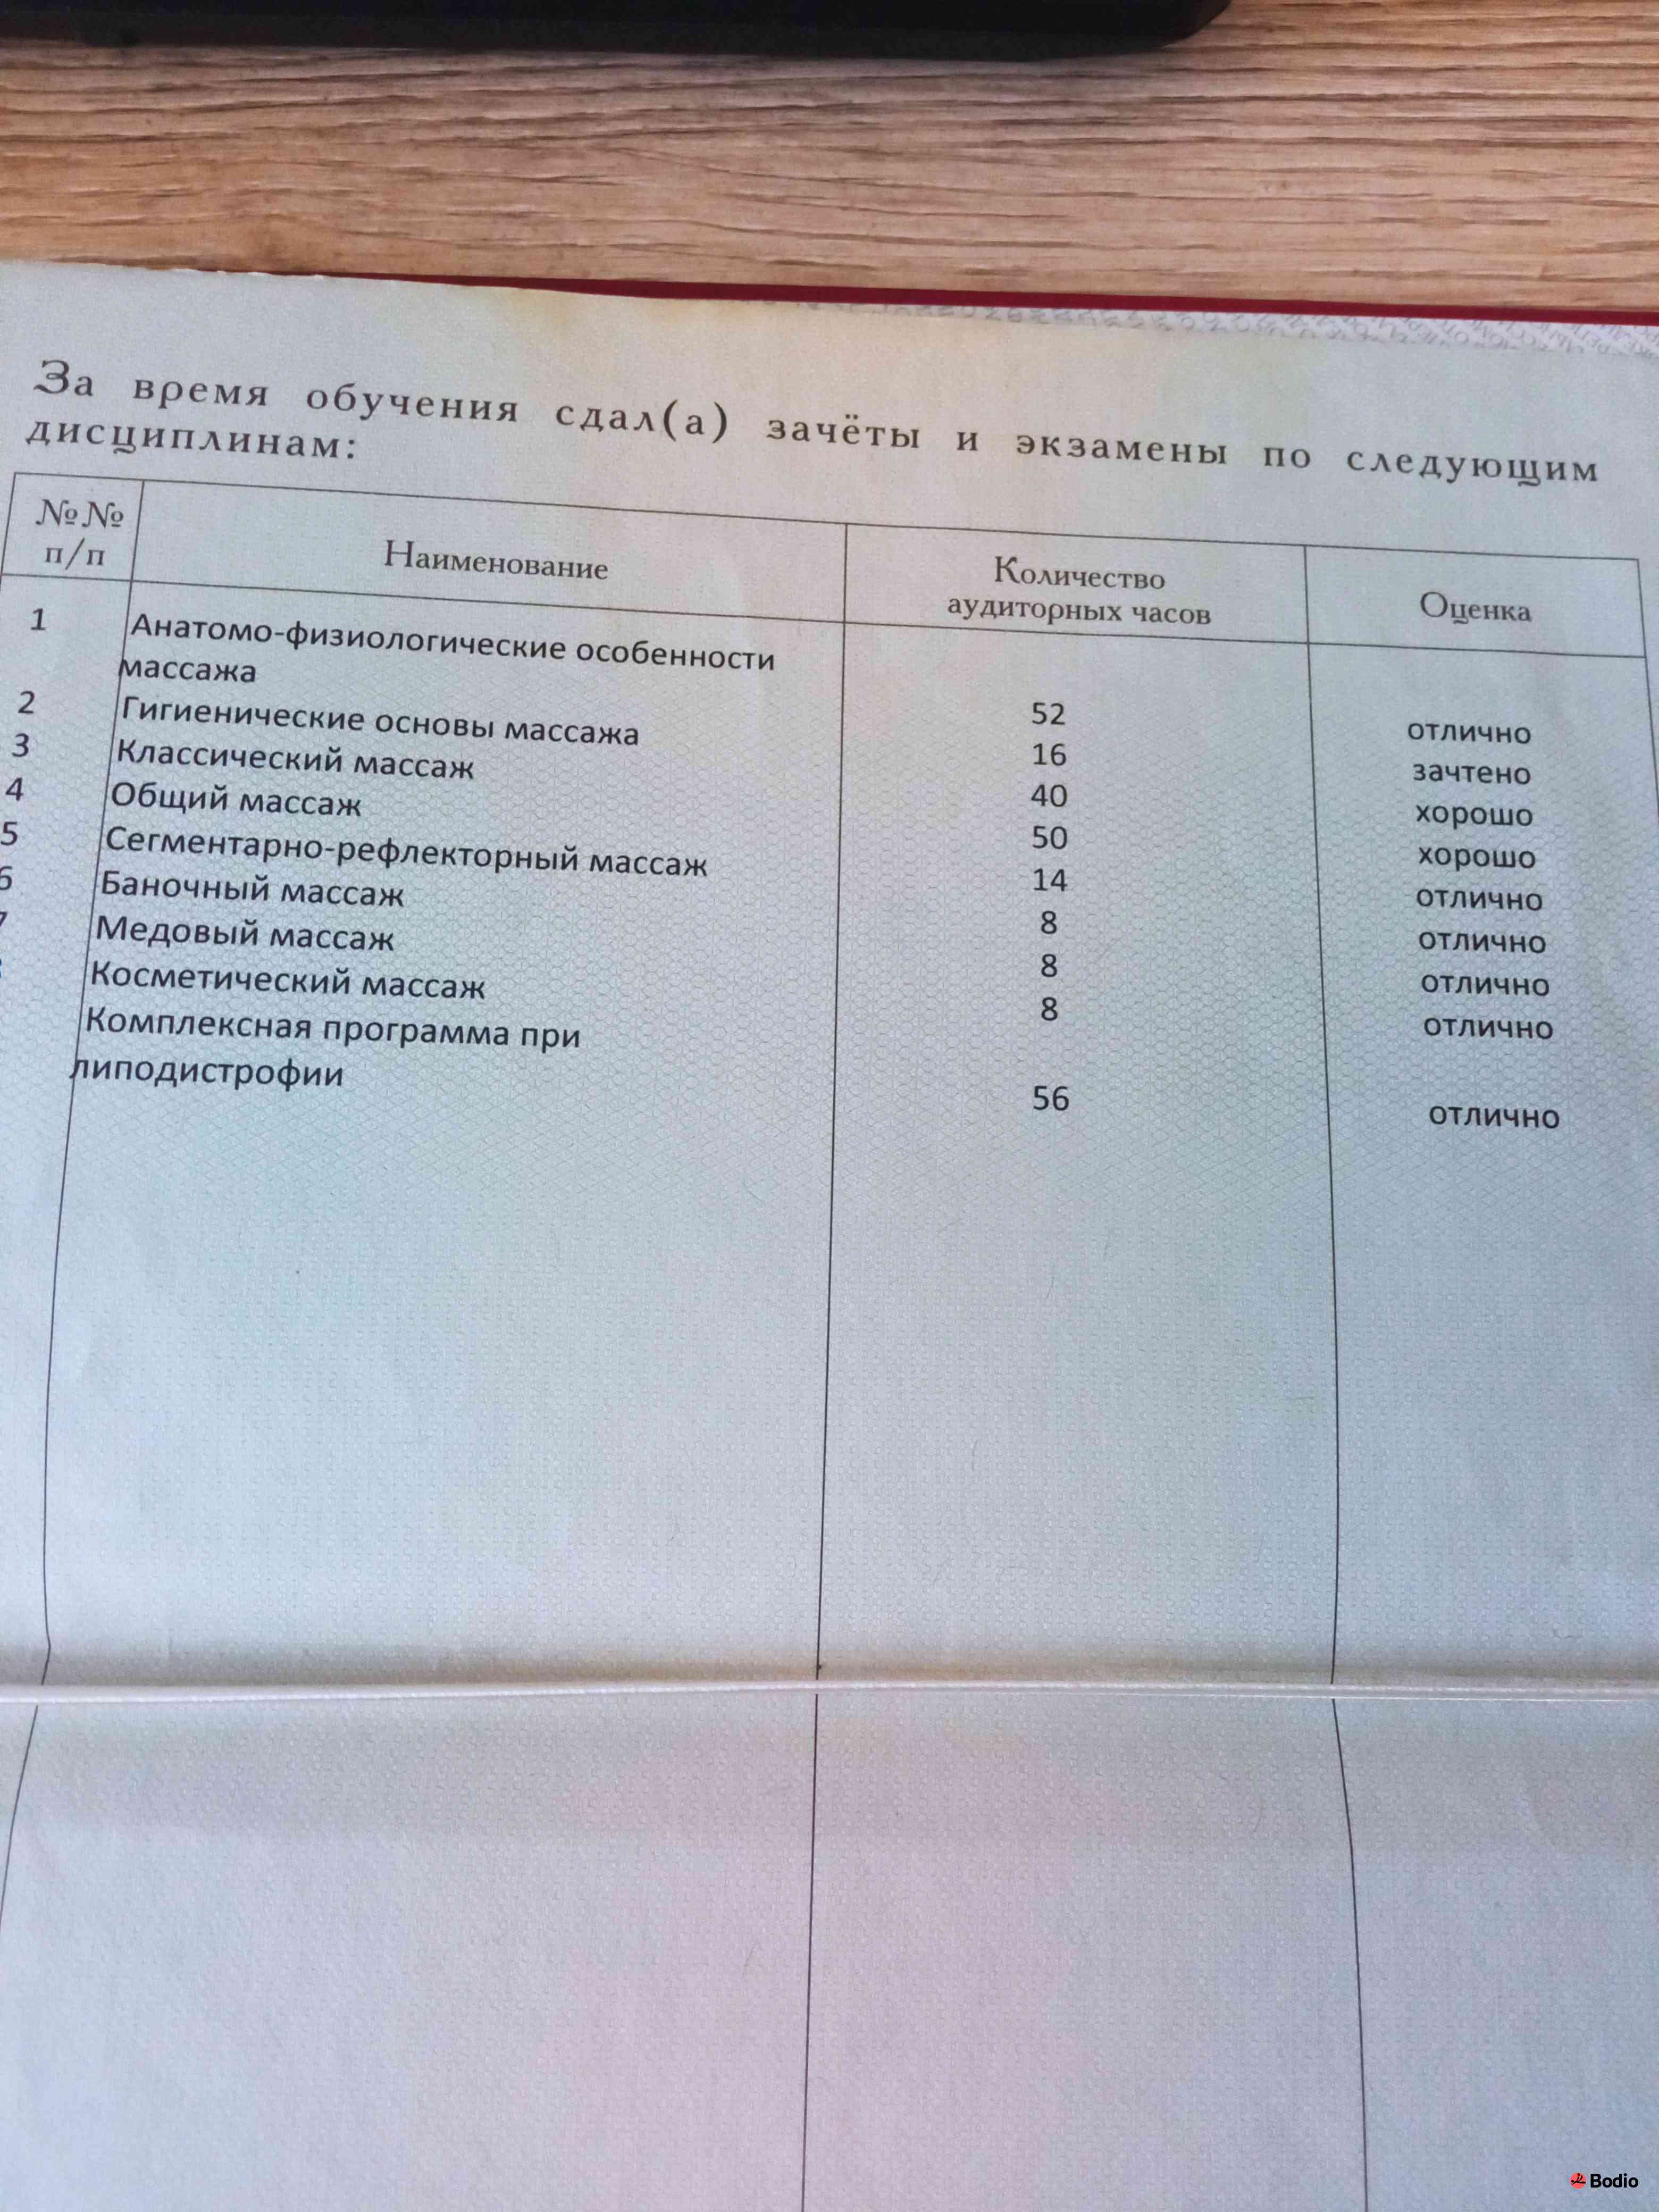 За время обучения сдал(а) зачёты и экзамены по следующим
дисциплинам:
№№ п/п Наименование Количество аудиторных часов Оценка
1 Анатомо-физиологические особенности
массажа 52 отлично
2 Гигиенические основы массажа 16 зачтено
3 Классический массаж 40 хорошо
4 Общий массаж 50 хорошо
5 Сегментарно-рефлекторный массаж 14 отлично
6 Баночный массаж 8 отлично
7 Медовый массаж 8 отлично
Косметический массаж 8 отлично
Комплексная программа при
липодистрофии 56 отлично
Bodio